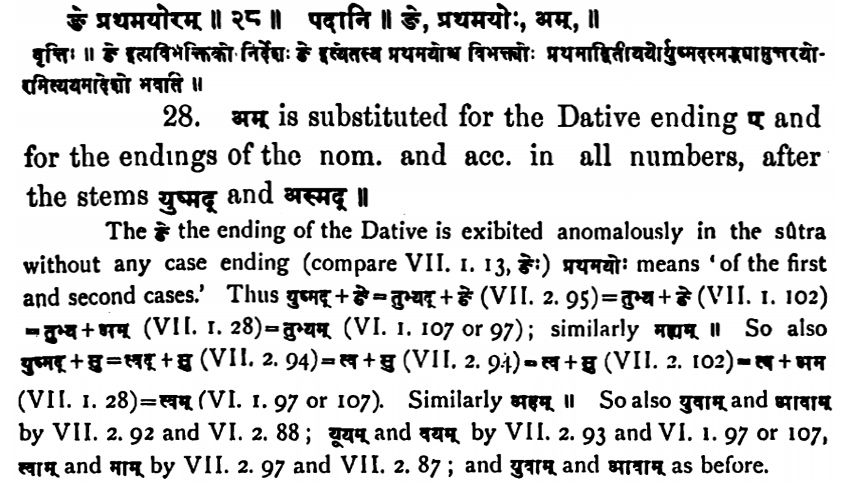 ङे प्रथमयोरम् ॥ २८ ॥ पदानि ॥ ङे, प्रथमयोः, अम्, ॥
वृत्तिः ॥ ङे इत्यविभक्तिको निर्देशः ङे इत्येतस्य प्रथमयोश्च विभक्त्योः प्रथमाद्वितीययोर्युष्मदस्मद्भ्यामुत्तरयो-
रमित्ययमादेशो भवति ॥
28. अम् is substituted for the Dative ending ए and
for the endings of the nom. and acc. in all numbers, after
the stems युष्मद् and अस्मद् ॥
The ङे the ending of the Dative is exibited anomalously in the sûtra
without any case ending (compare VII. 1. 13, ङेः) प्रथमयोः means 'of the first
and second cases.' Thus युष्मद् + ङे = तुभ्यद् + ङे (VII. 2. 95) = तुभ्य + ङे (VII. 1. 102)
= तुभ्य + अम् (VII. 1. 28) = तुभ्यम् (VI. 1. 107 or 97); similarly मह्यम् ॥ So also
युष्मद् + सु = त्वद् + सु (VII. 2. 94) = त्व + सु (VII. 2. 94) = त्व + सु (VII. 2. 102) = त्व + अम
(VII. 1. 28) = त्वम् (VI. 1. 97 or 107). Similarly अहम् ॥ So also युवाम् and आवाम्
by VII. 2. 92 and VI. 2. 88; यूयम् and वयम् by VII. 2. 93 and VI. 1. 97 or 107,
त्वाम् and माम् by VII. 2. 97 and VII. 2. 87; and युवाम् and आवाम् as before.